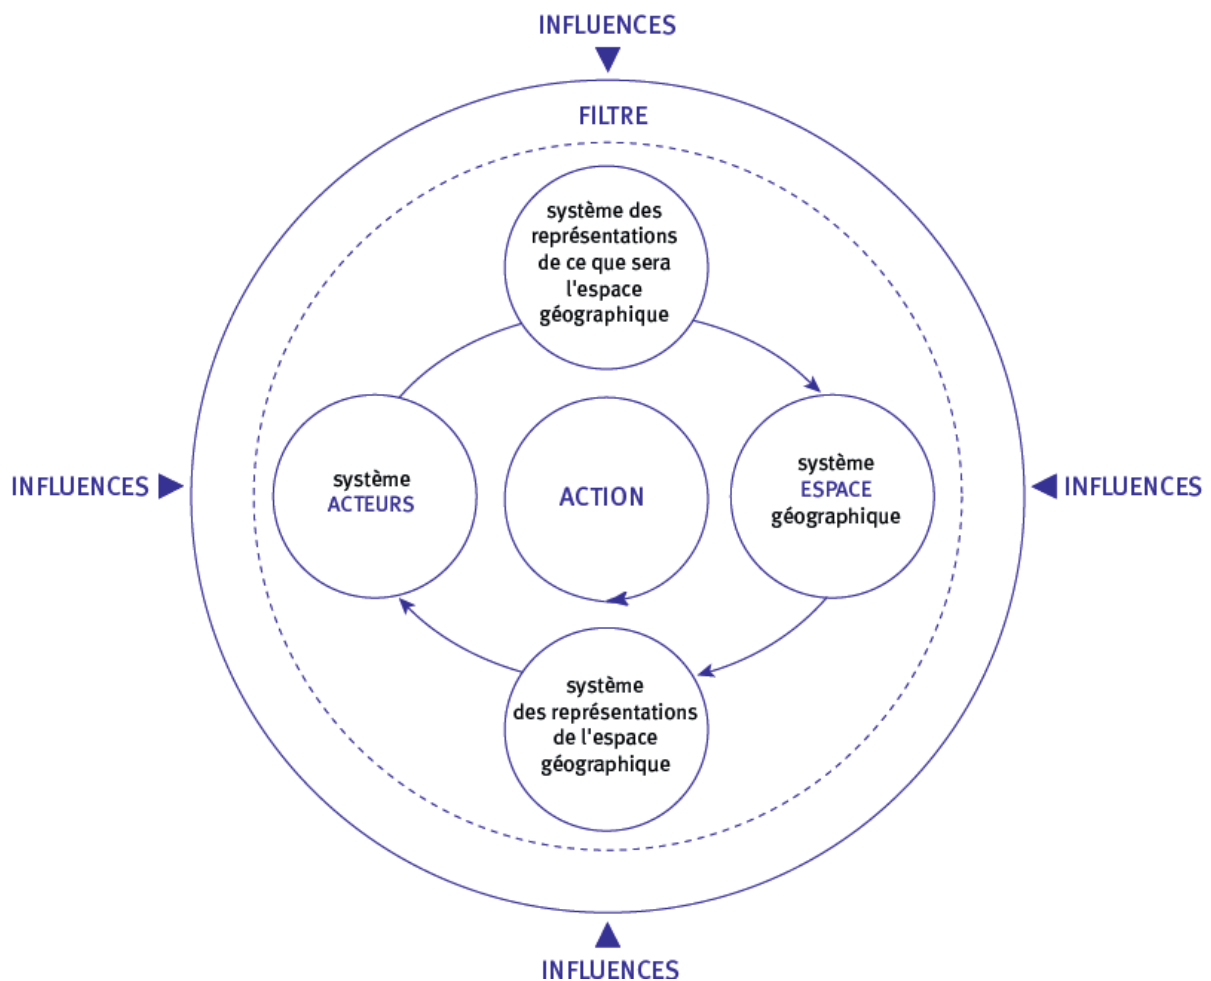 INFLUENCES
FILTRE
système des
représentations
de ce que sera
l'espace
géographique
INFLUENCES
système
ACTEURS
ACTION
système
ESPACE
géographique
INFLUENCES
système
des représentations
de l'espace
géographique
INFLUENCES